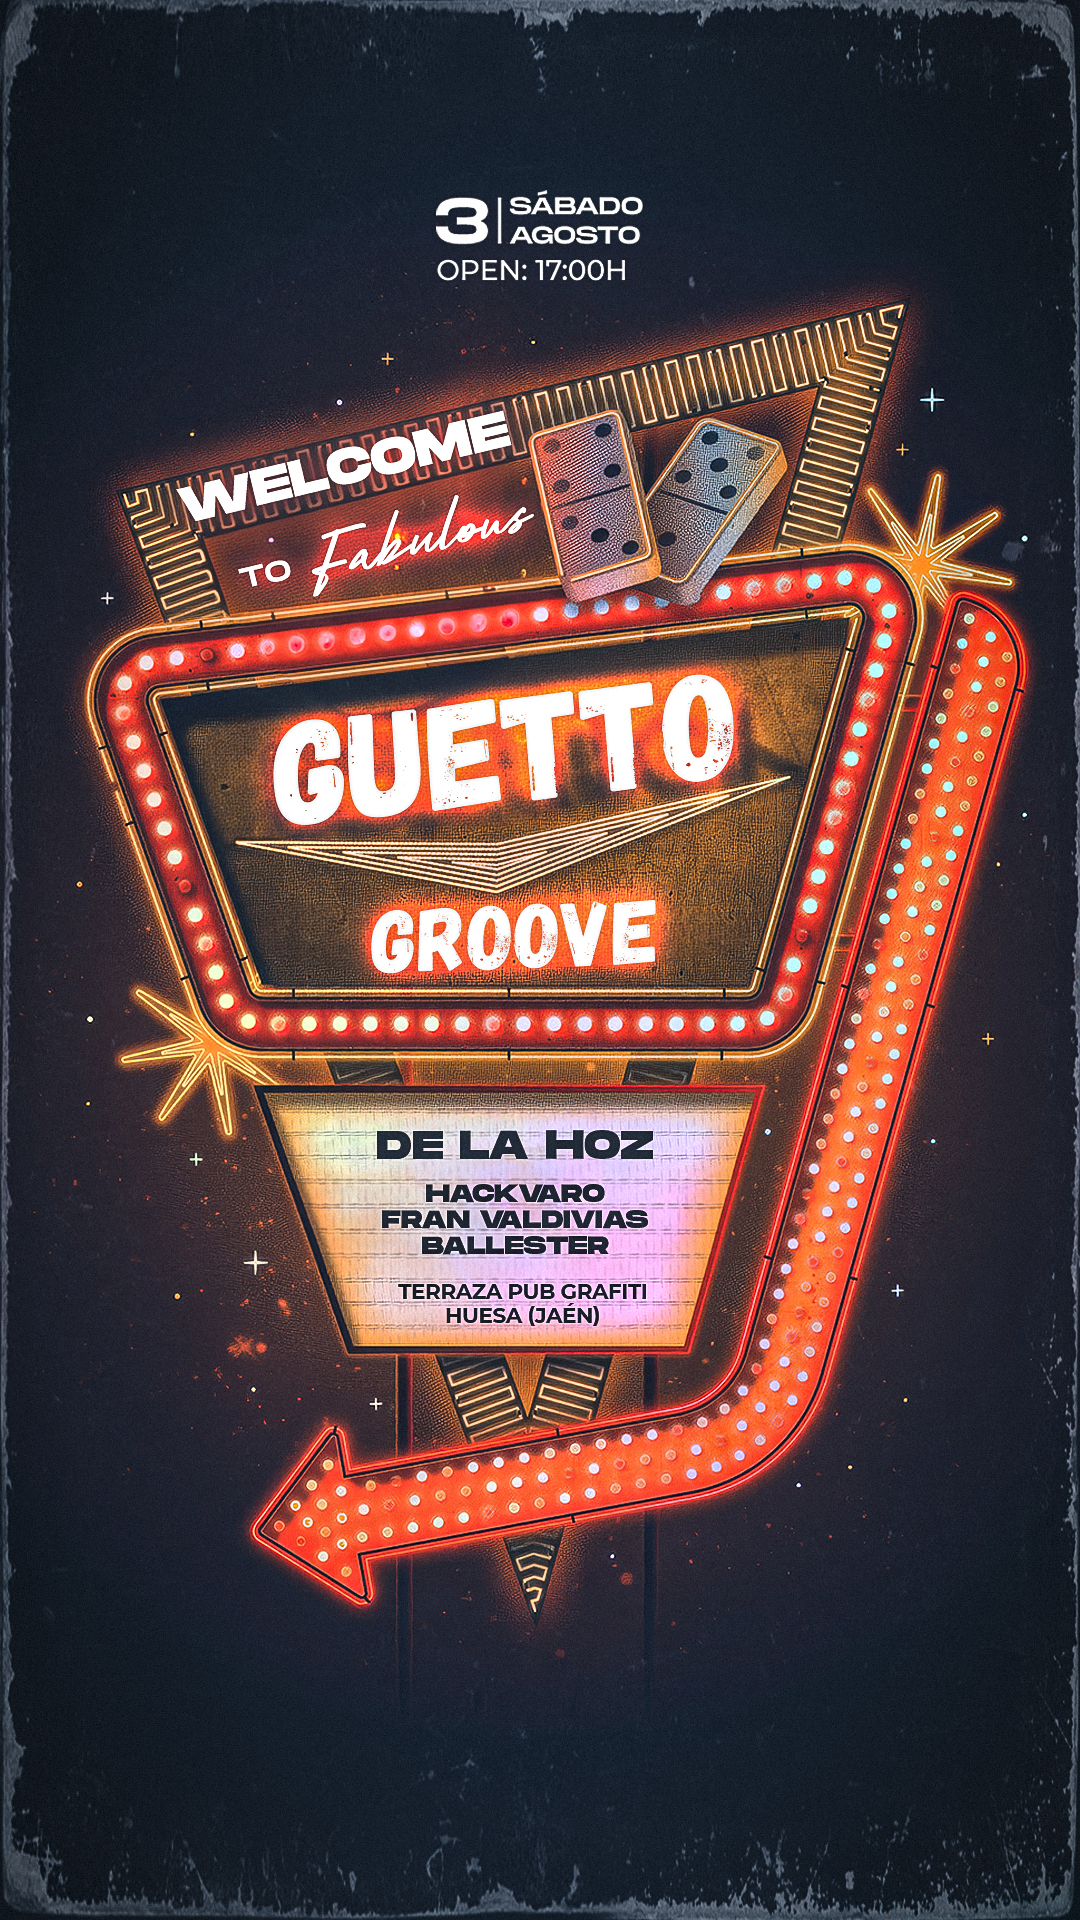 3 SÁBADO
AGOSTO
OPEN: 17:00H
WELCOME
TO Fabulous
GUETTO
GROOVE
DE LA HOZ
HACKVARO
FRAN VALDIVIAS
BALLESTER
TERRAZA PUB GRAFITI
HUESA (JAÉN)